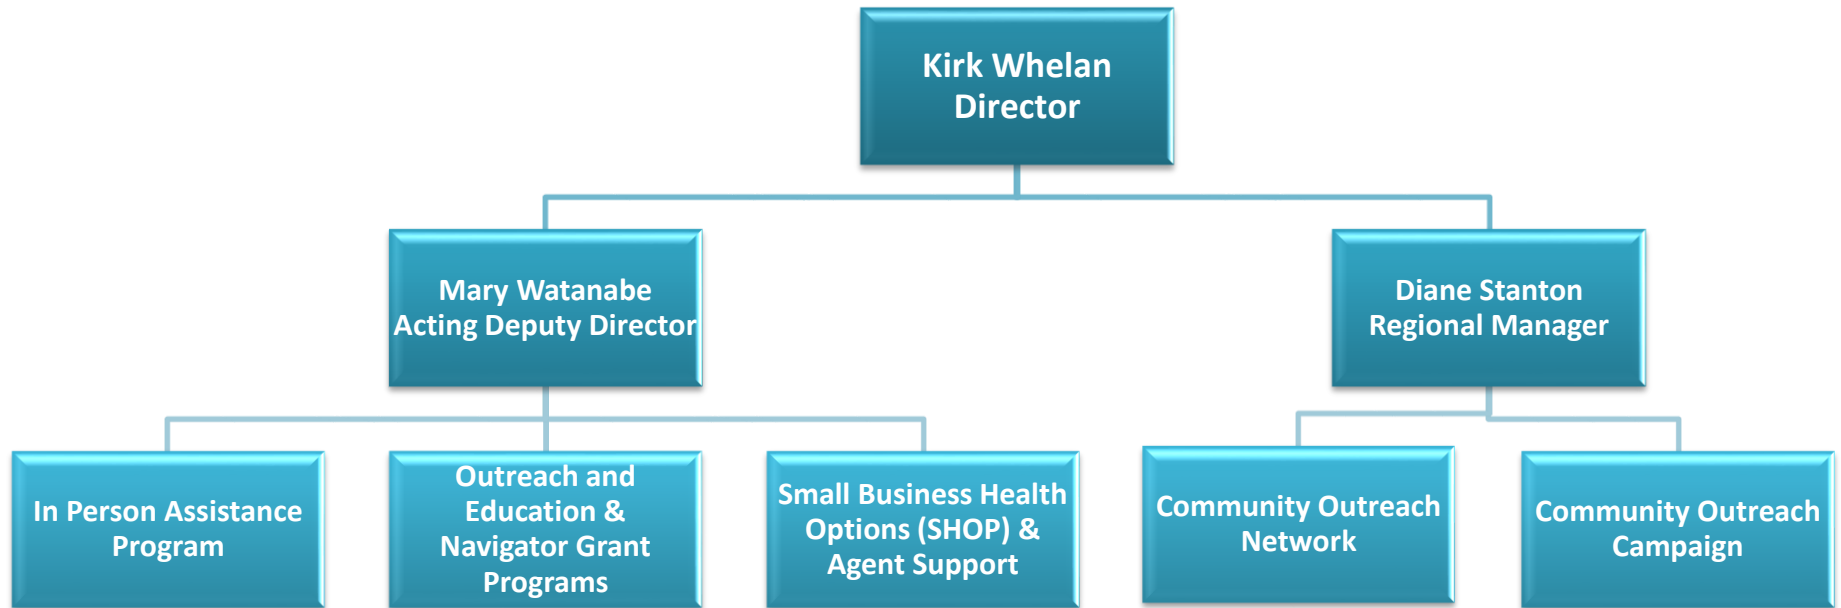 Kirk Whelan
Director
Mary Watanabe
Acting Deputy Director
Diane Stanton
Regional Manager
In Person Assistance
Program
Outreach and
Education &
Navigator Grant
Programs
Small Business Health
Options (SHOP) &
Agent Support
Community Outreach
Network
Community Outreach
Campaign